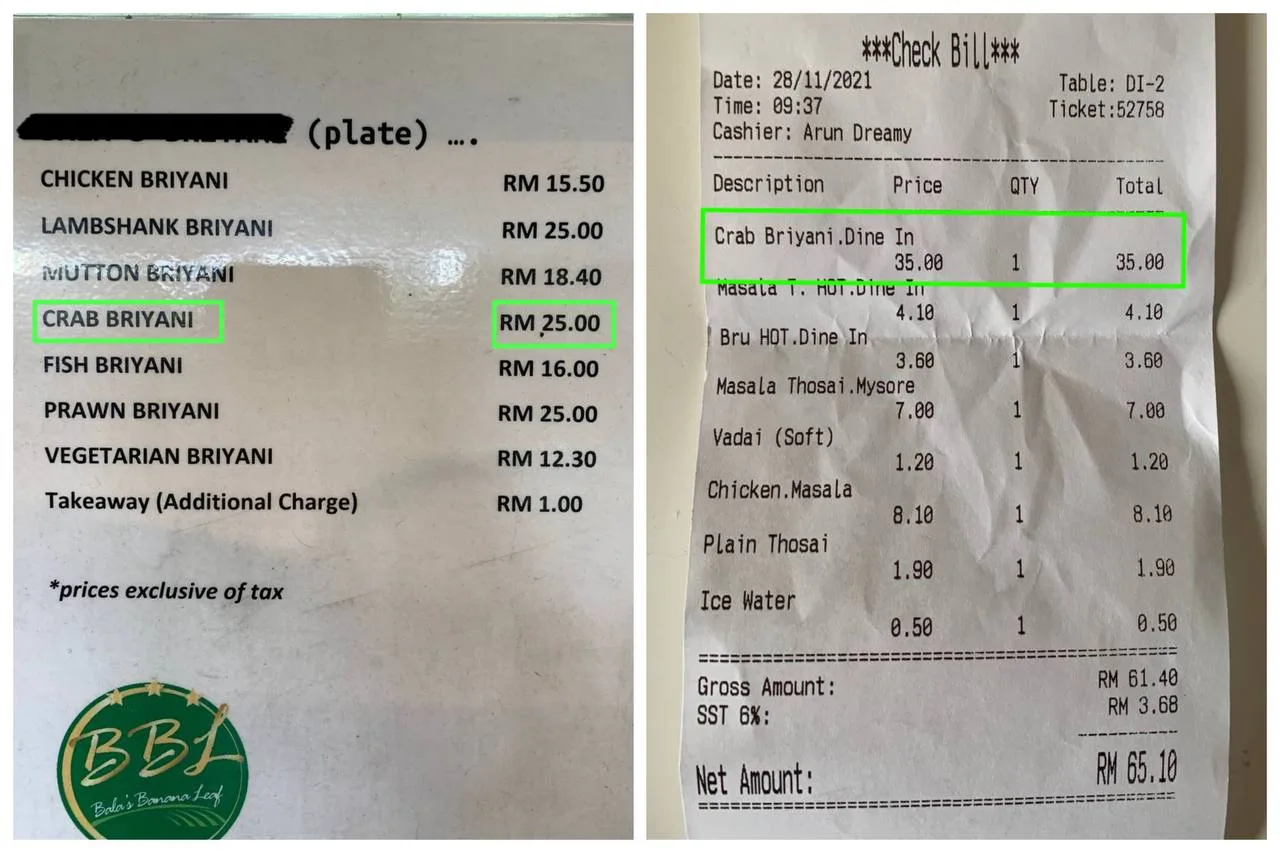 (plate) ....
CHICKEN BRIYANI RM 15.50
LAMBSHANK BRIYANI RM 25.00
MUTTON BRIYANI RM 18.40
CRAB BRIYANI RM 25.00
FISH BRIYANI RM 16.00
PRAWN BRIYANI RM 25.00
VEGETARIAN BRIYANI RM 12.30
Takeaway (Additional Charge) RM 1.00
*prices exclusive of tax
BBL
Bala's Banana Leaf
***Check Bill***
Date: 28/11/2021 Table: DI-2
Time: 09:37 Ticket:52758
Cashier: Arun Dreamy
Description Price QTY Total
Crab Briyani.Dine In
35.00 1 35.00
Masala T. HOT.Dine In
4.10 1 4.10
Bru HOT.Dine In
3.60 1 3.60
Masala Thosai.Mysore
7.00 1 7.00
Vadai (Soft)
1.20 1 1.20
Chicken.Masala
8.10 1 8.10
Plain Thosai
1.90 1 1.90
Ice Water
0.50 1 0.50
Gross Amount: RM 61.40
SST 6%: RM 3.68
Net Amount: RM 65.10